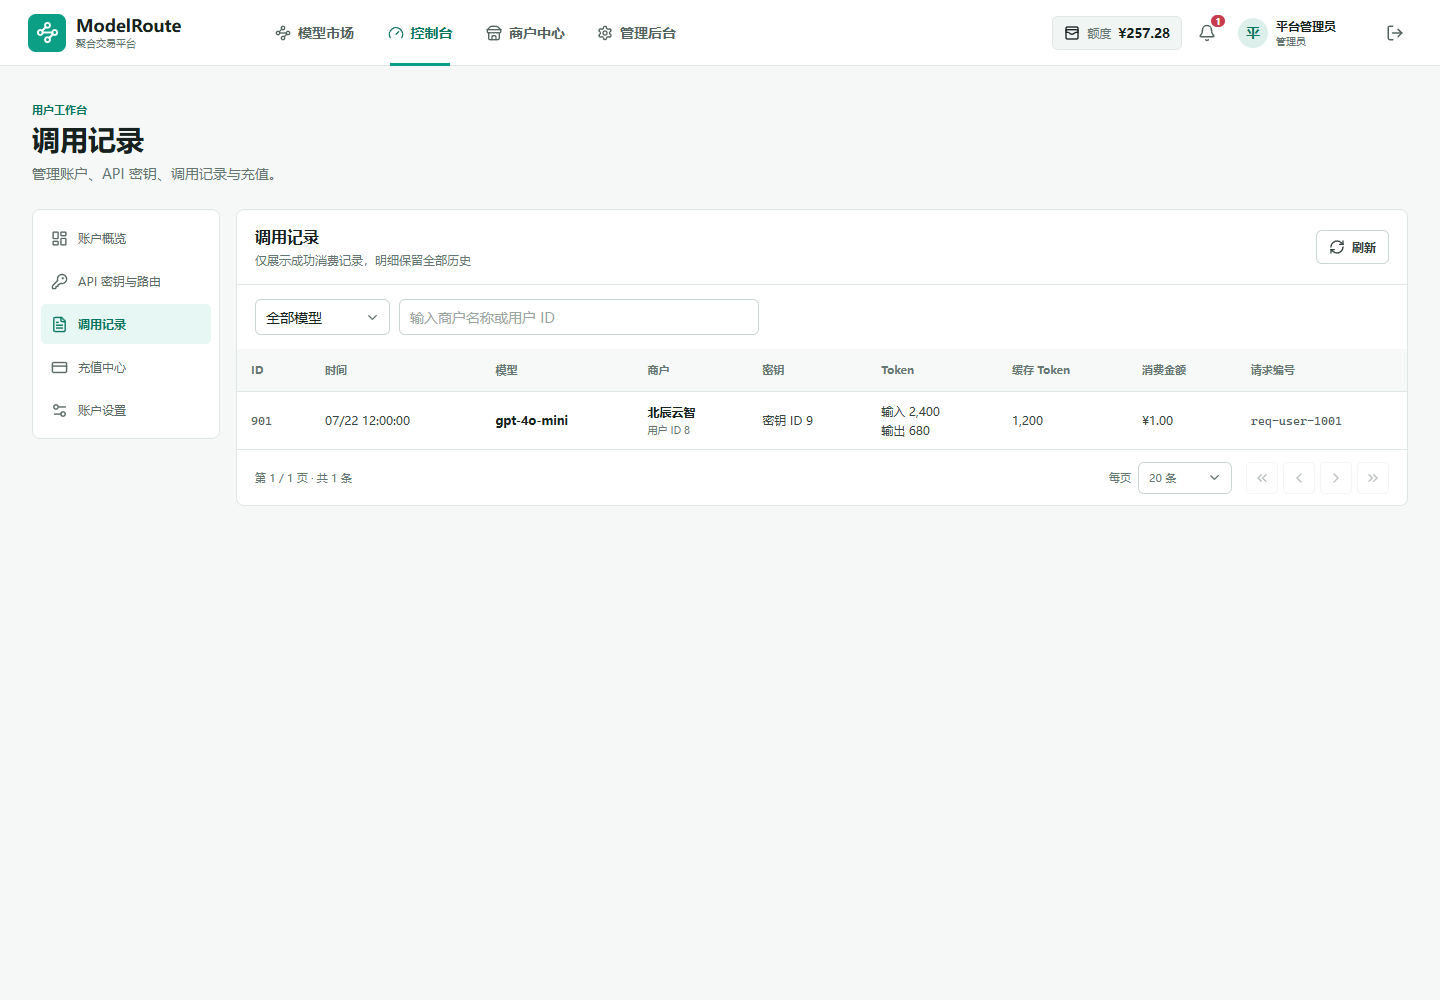 ModelRoute
聚合交易平台
模型市场
控制台
商户中心
管理后台
额度 ¥257.28
1
平
平台管理员
管理员
用户工作台
调用记录
管理账户、API 密钥、调用记录与充值。
账户概览
API 密钥与路由
调用记录
充值中心
账户设置
调用记录
仅展示成功消费记录，明细保留全部历史
刷新
全部模型
输入商户名称或用户 ID
ID 时间 模型 商户 密钥 Token 缓存 Token 消费金额 请求编号
901 07/22 12:00:00 gpt-4o-mini 北辰云智 密钥 ID 9 输入 2,400 1,200 ¥1.00 req-user-1001
用户 ID 8 输出 680
第 1 / 1 页 · 共 1 条
每页 20 条